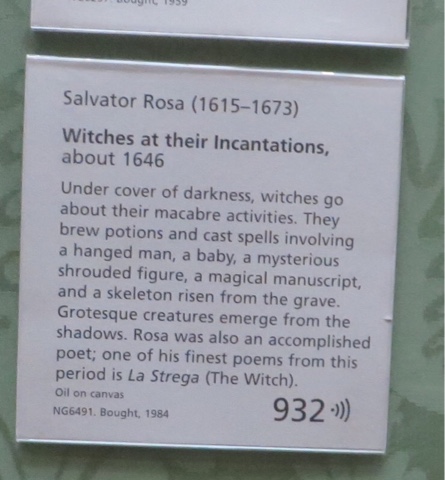 Bought, 1959
Salvator Rosa (1615–1673)
Witches at their Incantations,
about 1646
Under cover of darkness, witches go
about their macabre activities. They
brew potions and cast spells involving
a hanged man, a baby, a mysterious
shrouded figure, a magical manuscript,
and a skeleton risen from the grave.
Grotesque creatures emerge from the
shadows. Rosa was also an accomplished
poet; one of his finest poems from this
period is La Strega (The Witch).
Oil on canvas
NG6491. Bought, 1984
932